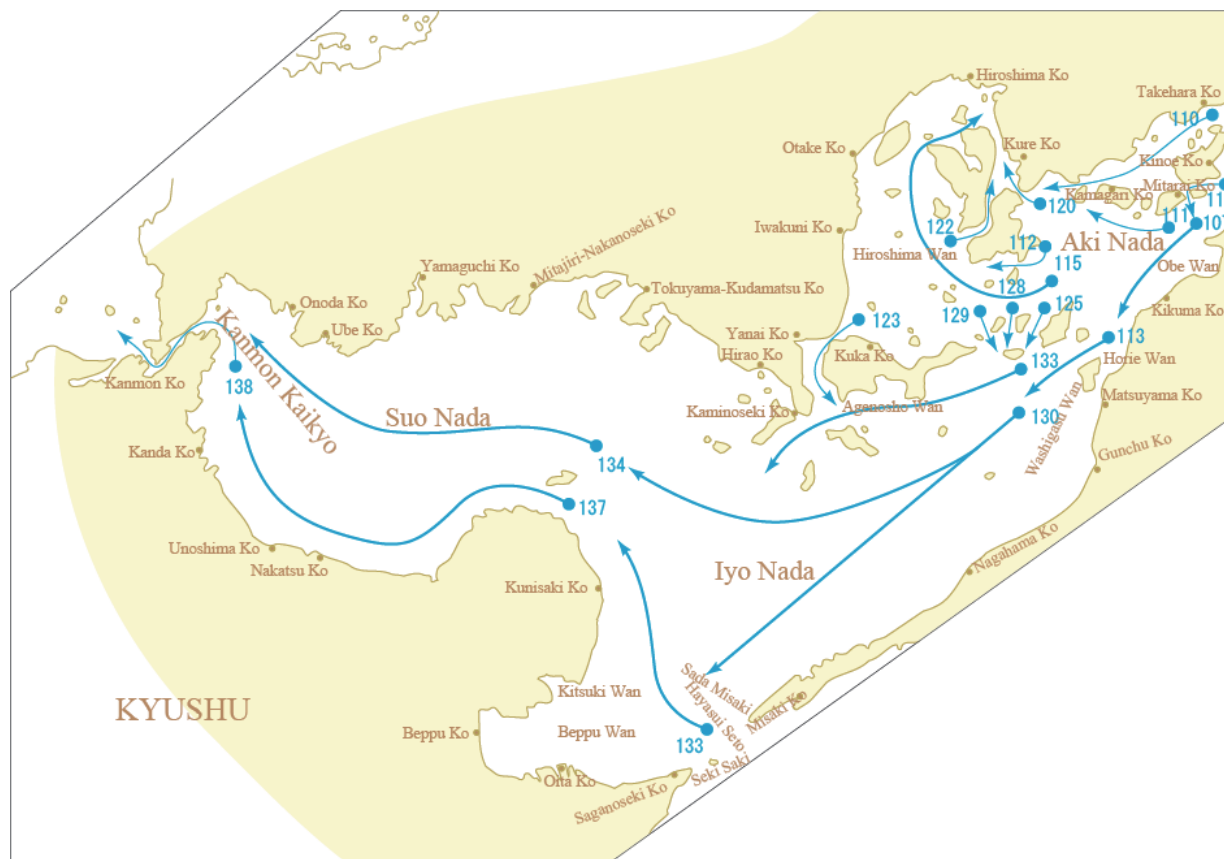 Hiroshima Ko
Takehara Ko
110
Otake Ko
Kure Ko
Kinoe Ko
Kamagari Ko
Mitarai Ko
120
111
107
Iwakuni Ko
122
Hiroshima Wan
112
Aki Nada
115
Obe Wan
Mitajiri-Nakanoseki Ko
Yamaguchi Ko
Tokuyama-Kudamatsu Ko
128
129
125
Kikuma Ko
Onoda Ko
Ube Ko
Yanai Ko
123
113
Kuka Ko
Hirao Ko
Horie Wan
Kanmon Ko
138
Kanmon Kaikyo
133
Matsuyama Ko
Kaminoseki Ko
Agenosho Wan
130
Washigasu Wan
Suo Nada
Kanda Ko
134
Gunchu Ko
137
Unoshima Ko
Nakatsu Ko
Nagahama Ko
Iyo Nada
Kunisaki Ko
Kitsuki Wan
Sada Misaki
Misaki Ko
KYUSHU
Hayasui Seto
Beppu Ko
Beppu Wan
133
Seki Saki
Oita Ko
Saganoseki Ko